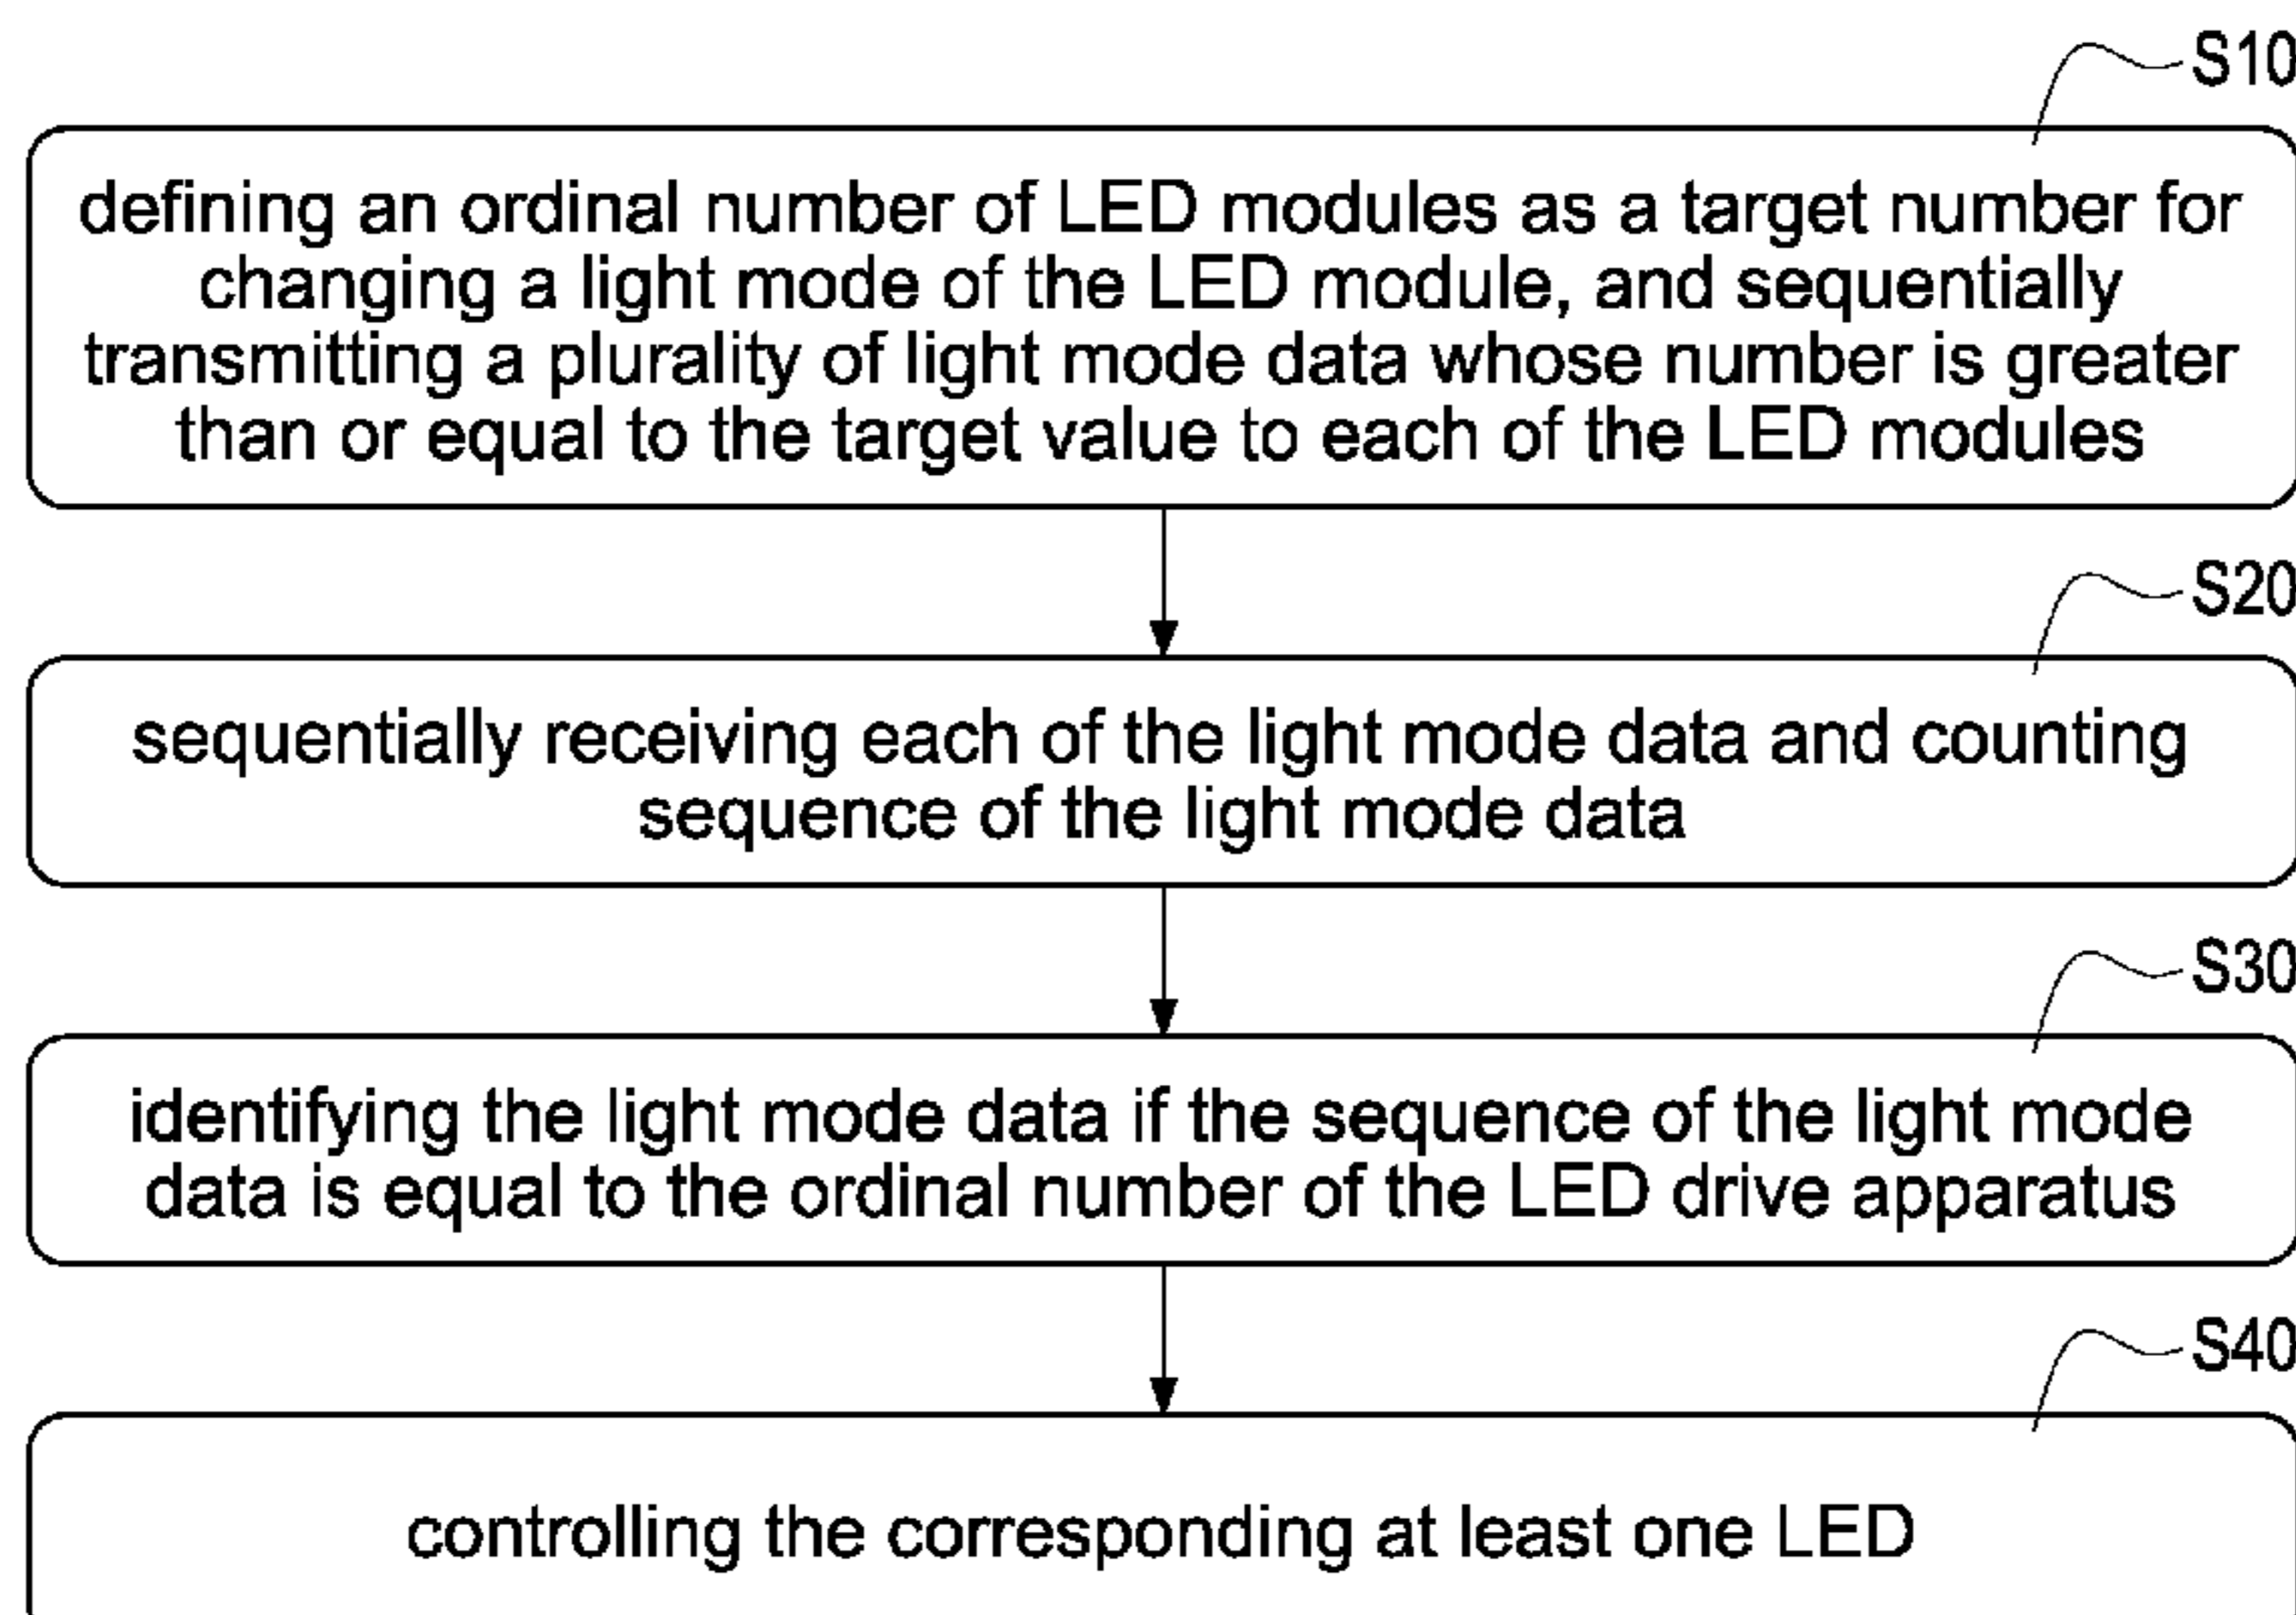 S10
defining an ordinal number of LED modules as a target number for
changing a light mode of the LED module, and sequentially
transmitting a plurality of light mode data whose number is greater
than or equal to the target value to each of the LED modules
S20
sequentially receiving each of the light mode data and counting
sequence of the light mode data
S30
identifying the light mode data if the sequence of the light mode
data is equal to the ordinal number of the LED drive apparatus
S40
controlling the corresponding at least one LED